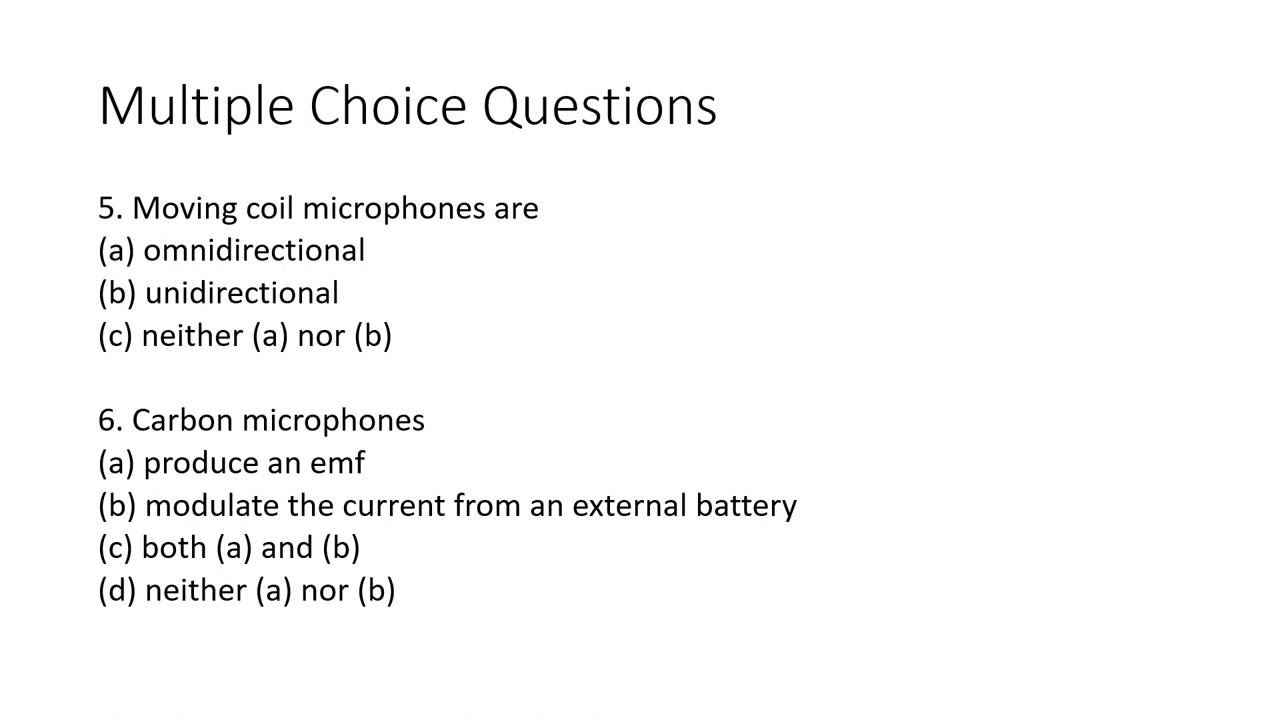 Multiple Choice Questions
5. Moving coil microphones are
(a) omnidirectional
(b) unidirectional
(c) neither (a) nor (b)
6. Carbon microphones
(a) produce an emf
(b) modulate the current from an external battery
(c) both (a) and (b)
(d) neither (a) nor (b)